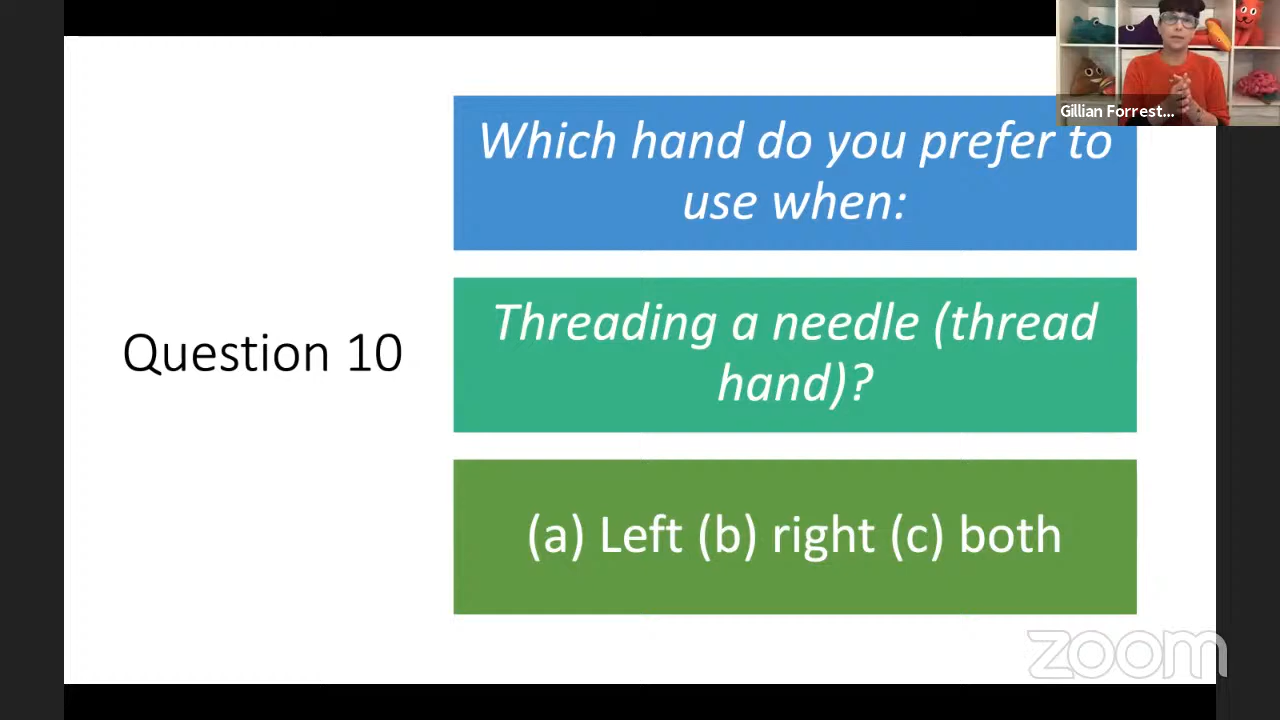 Gillian Forrest...
Which hand do you prefer to
use when:
Question 10
Threading a needle (thread
hand)?
(a) Left (b) right (c) both
zoom